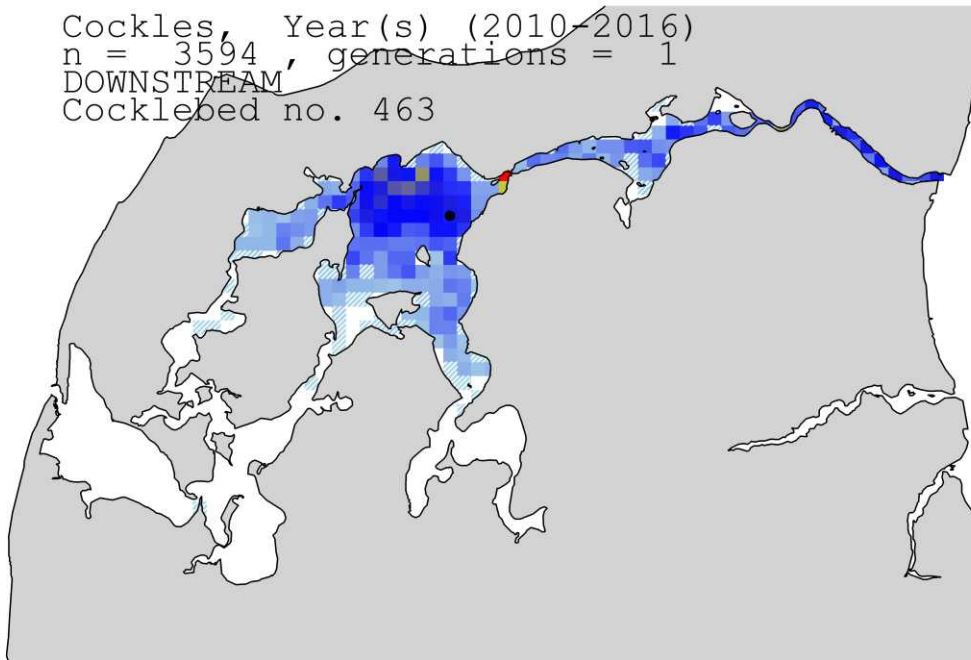 Cockles, Year(s) (2010-2016)
n = 3594 , generations = 1
DOWNSTREAM
Cocklebed no. 463